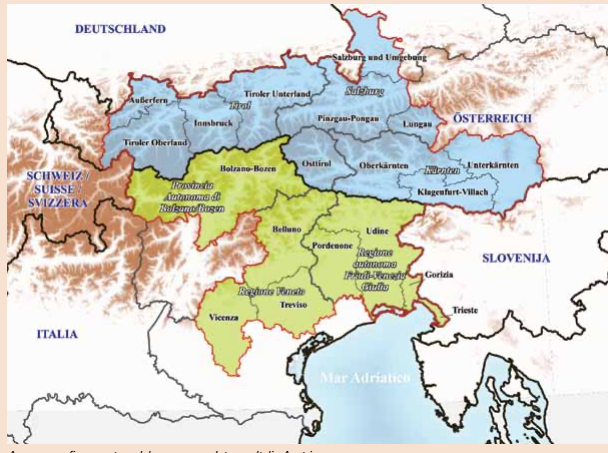 DEUTSCHLAND
Salzburg und Umgebung
Tiroler Unterland
Salzburg
Außerfern
Tirol
Innsbruck
Pinzgau-Pongau
Lungau
ÖSTERREICH
Tiroler Oberland
Osttirol
Oberkärnten
Kärnten
Unterkärnten
Bolzano-Bozen
SCHWEIZ /
SUISSE /
SVIZZERA
Provincia
Autonoma di
Bolzano/Bozen
Klagenfurt-Villach
Belluno
Udine
Pordenone
Regione
autonoma
Friuli-Venezia
Giulia
SLOVENIJA
Gorizia
Regione Veneto
Treviso
Vicenza
Trieste
ITALIA
Mar Adriatico